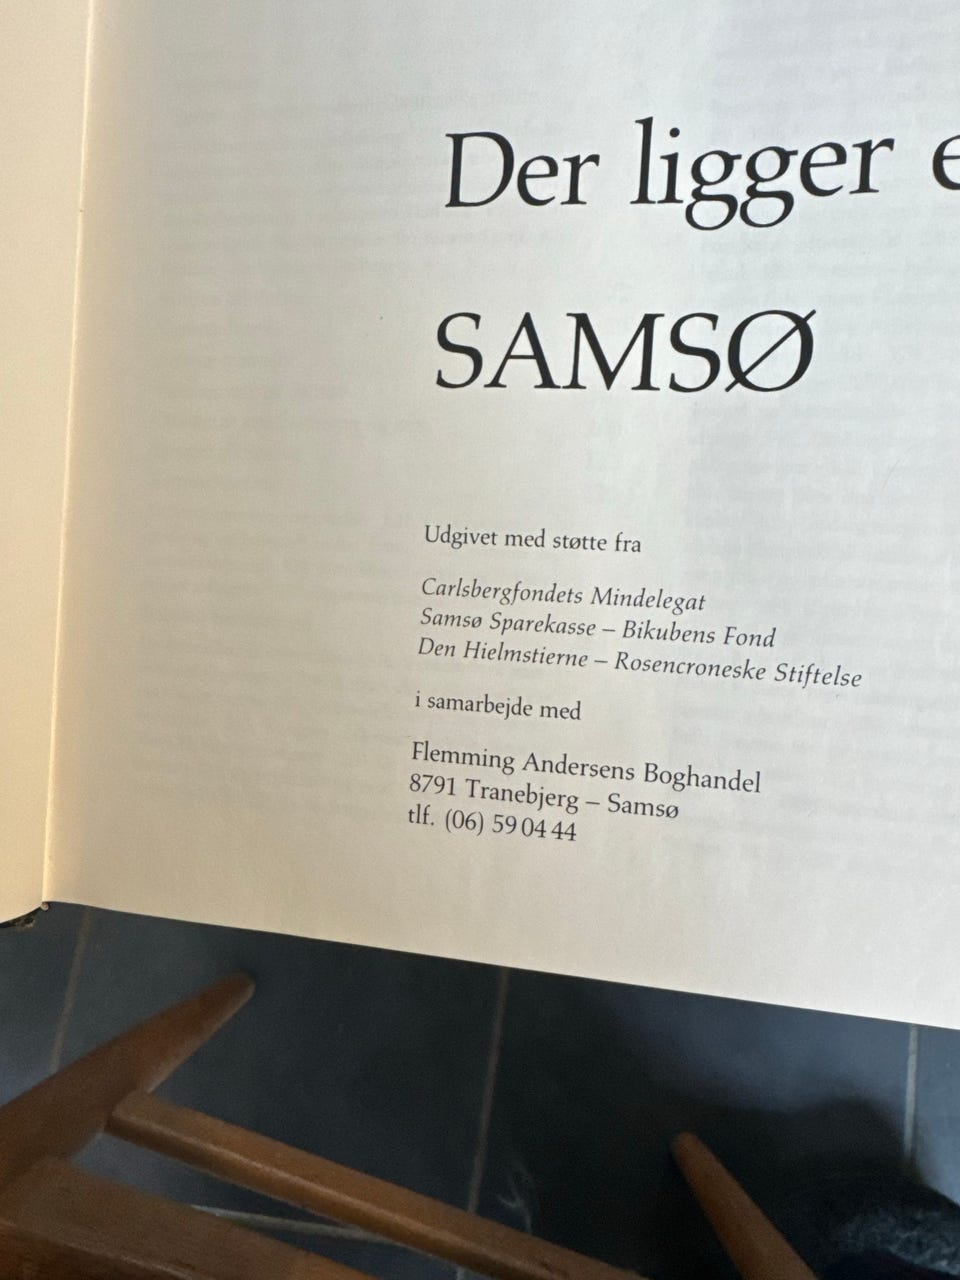 Der ligger
SAMSØ
Udgivet med støtte fra
Carlsbergfondets Mindelegat
Samsø Sparekasse – Bikubens Fond
Den Hielmstierne – Rosencroneske Stiftelse
i samarbejde med
Flemming Andersens Boghandel
8791 Tranebjerg – Samsø
tlf. (06) 59 04 44